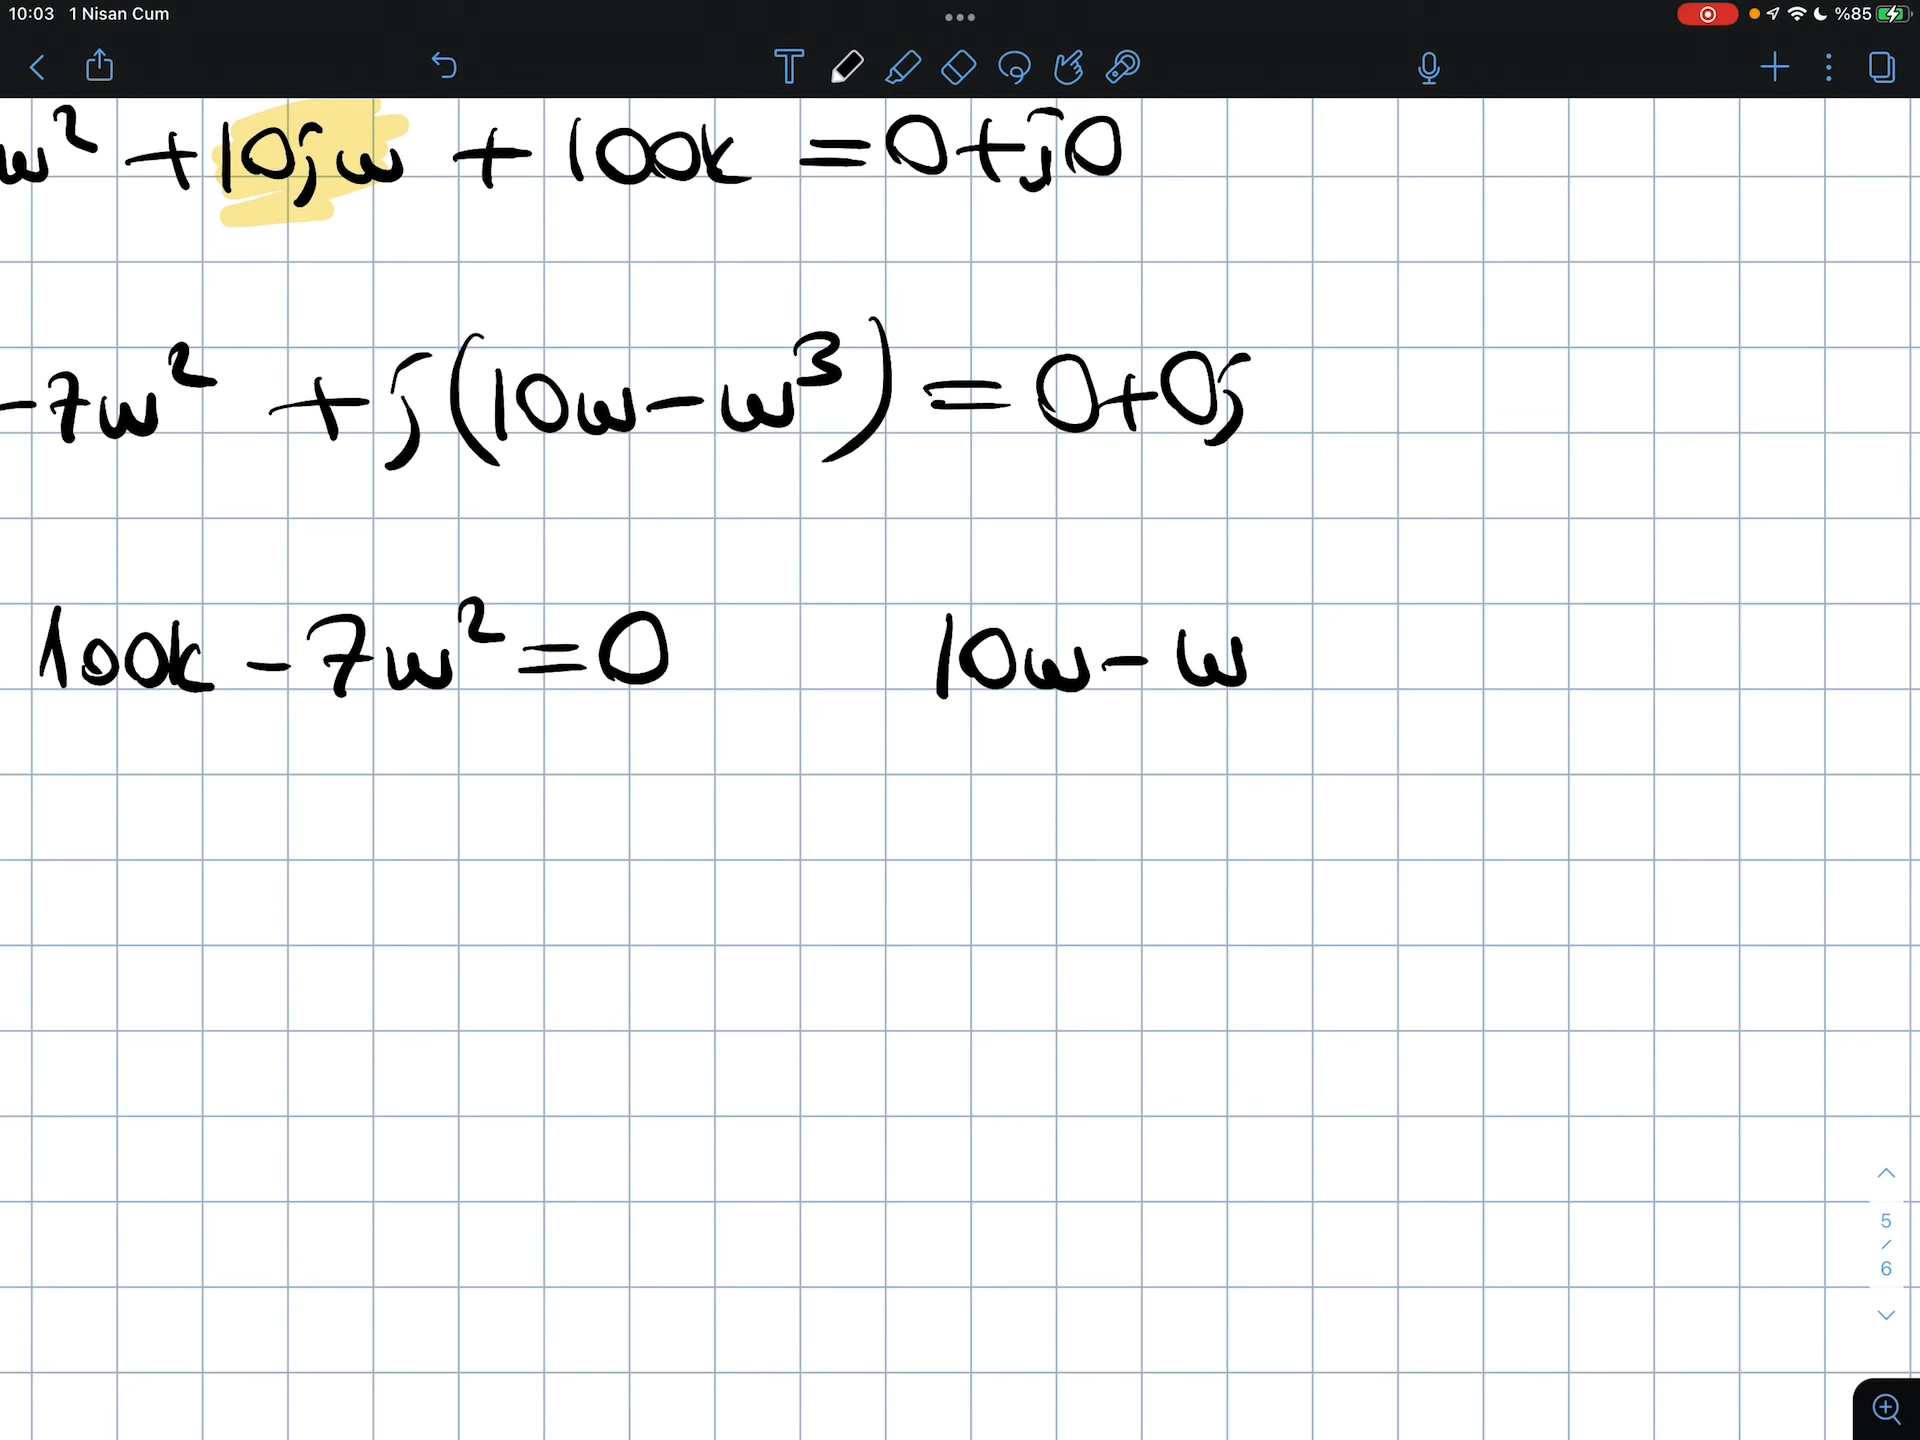 10:03 1 Nisan Cum %85
w² +10jw + 100k = 0+j0
-7w² +j(10w-w³) = 0+0j
100k -7w²=0 10w-w
5
/
6